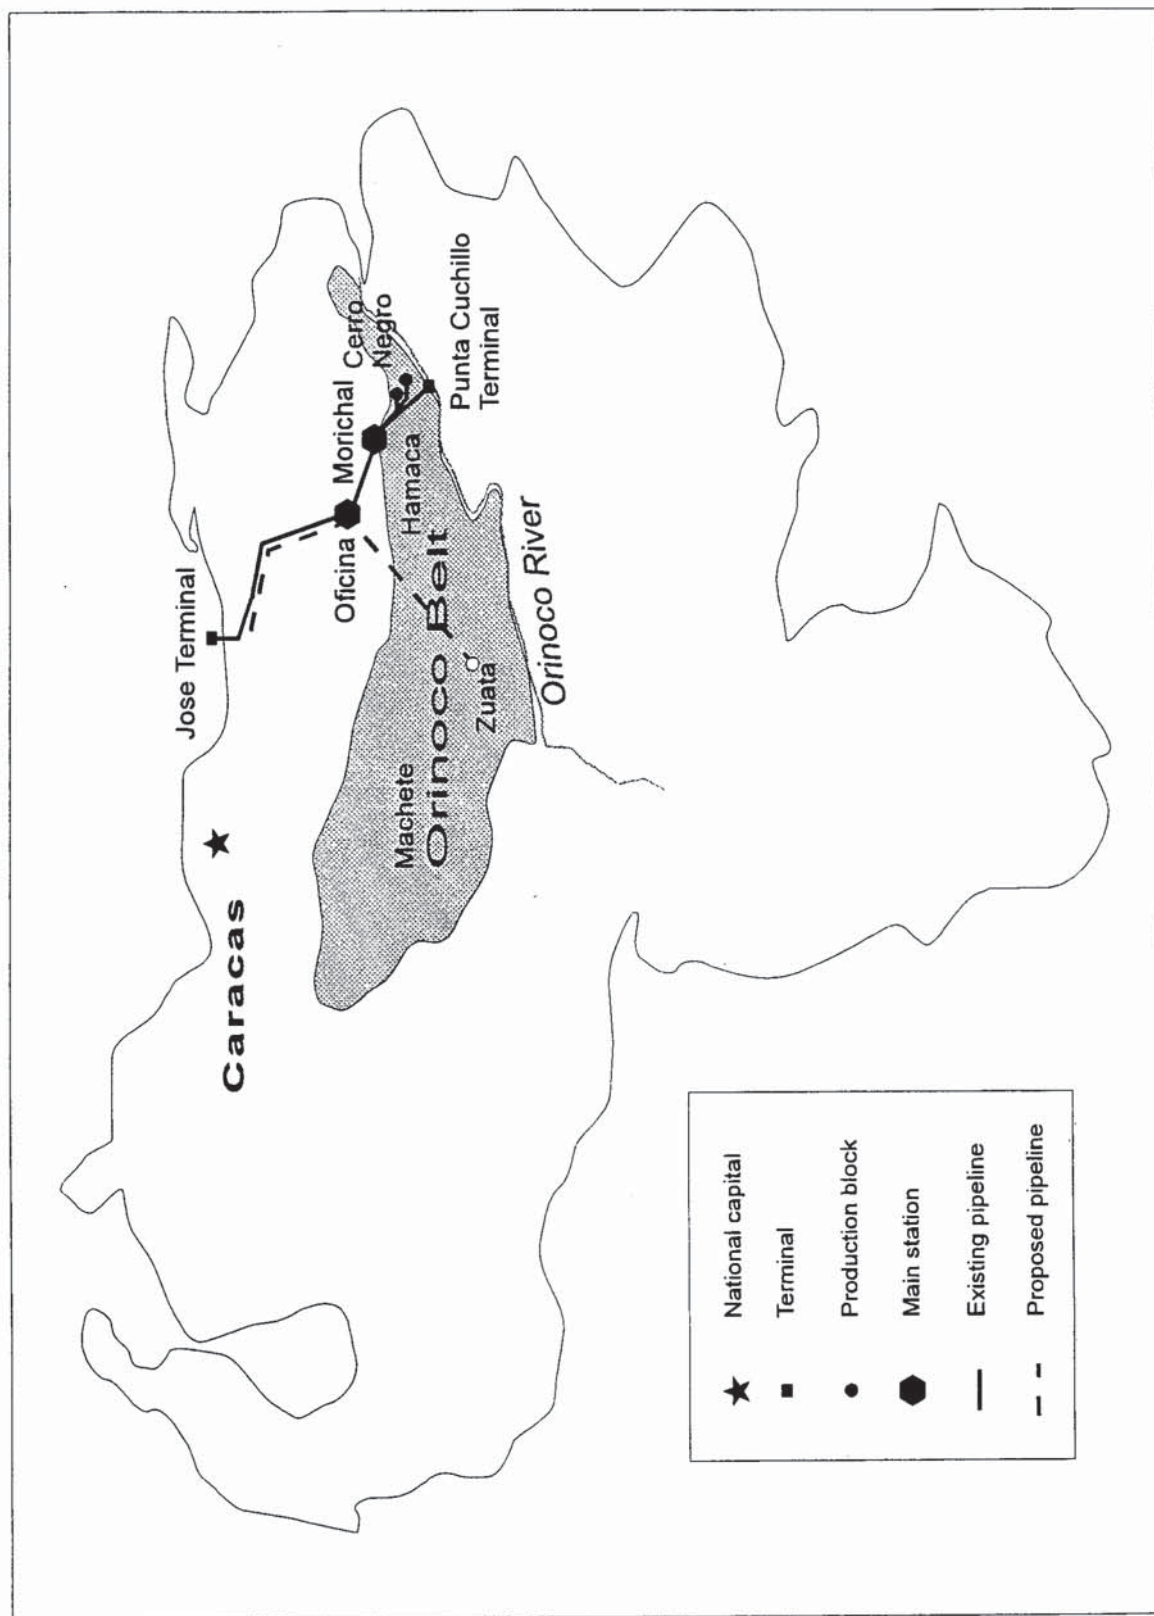 Jose Terminal
Caracas
Oficina
Morichal
Cerro
Negro
Hamaca
Machete
Orinoco Belt
Zuata
Punta Cuchillo
Terminal
Orinoco River
National capital
Terminal
Production block
Main station
Existing pipeline
Proposed pipeline